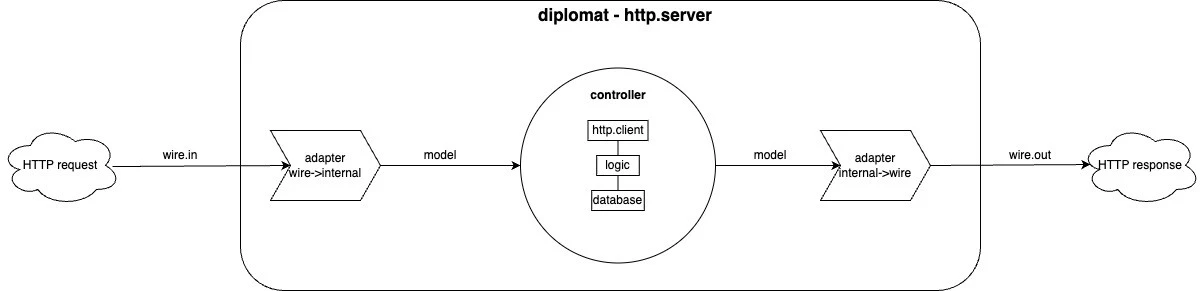 diplomat - http.server
HTTP request
wire.in
adapter
wire->internal
model
controller
http.client
logic
database
model
adapter
internal->wire
wire.out
HTTP response